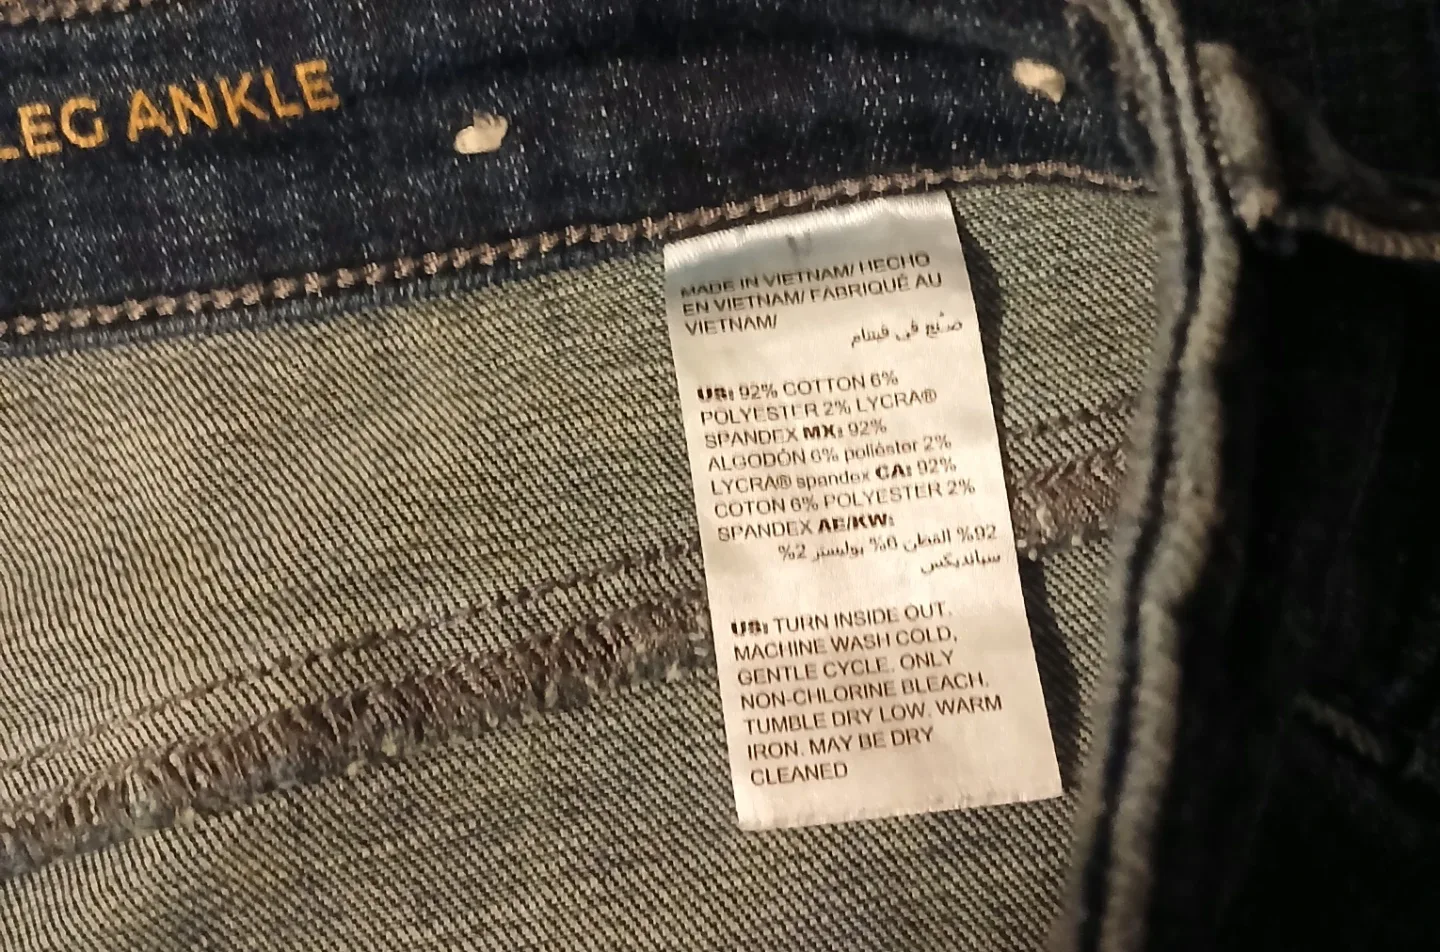 LEG ANKLE
MADE IN VIETNAM/ HECHO
EN VIETNAM/ FABRIQUÉ AU
VIETNAM/
صنع في فيتنام
US: 92% COTTON 6%
POLYESTER 2% LYCRA®
SPANDEX MX: 92%
ALGODÓN 6% poliéster 2%
LYCRA® spandex CA: 92%
COTON 6% POLYESTER 2%
SPANDEX AE/KW:
92% القطن 6% بوليستر 2%
سبانديكس
US: TURN INSIDE OUT.
MACHINE WASH COLD,
GENTLE CYCLE. ONLY
NON-CHLORINE BLEACH.
TUMBLE DRY LOW. WARM
IRON. MAY BE DRY
CLEANED